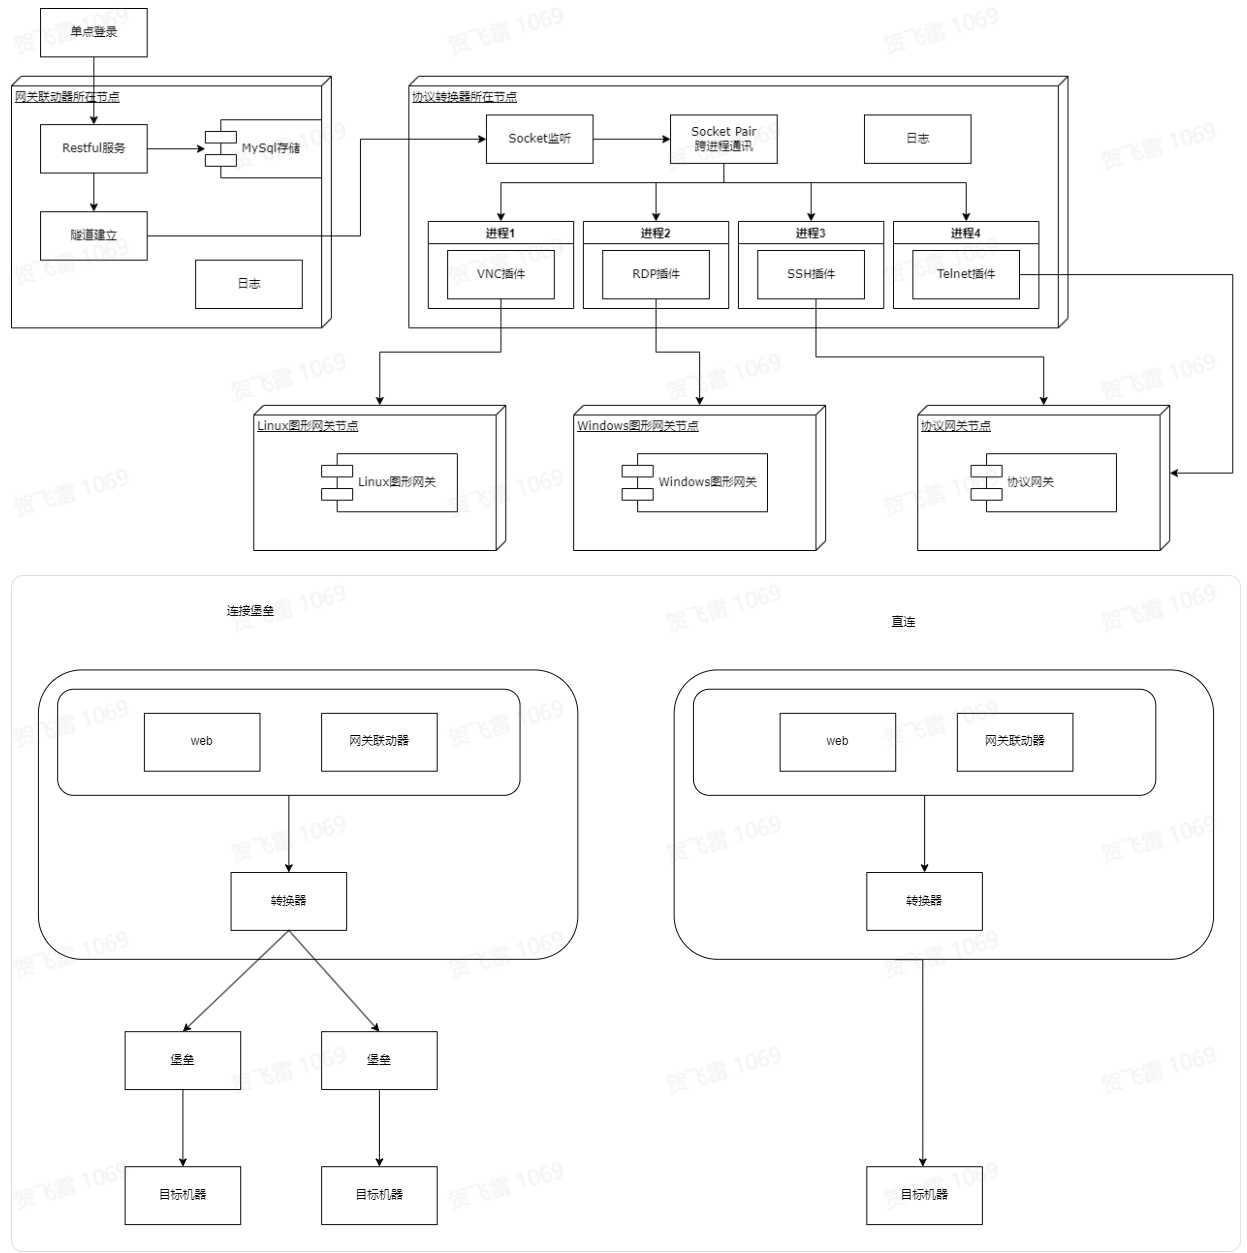 单点登录
网关联动器所在节点
Restful服务
MySql存储
隧道建立
日志
协议转换器所在节点
Socket监听
Socket Pair
跨进程通讯
日志
进程1
VNC插件
进程2
RDP插件
进程3
SSH插件
进程4
Telnet插件
Linux图形网关节点
Linux图形网关
Windows图形网关节点
Windows图形网关
协议网关节点
协议网关
连接堡垒
web
网关联动器
转换器
堡垒
堡垒
目标机器
目标机器
直连
web
网关联动器
转换器
目标机器
贺飞雷 1069